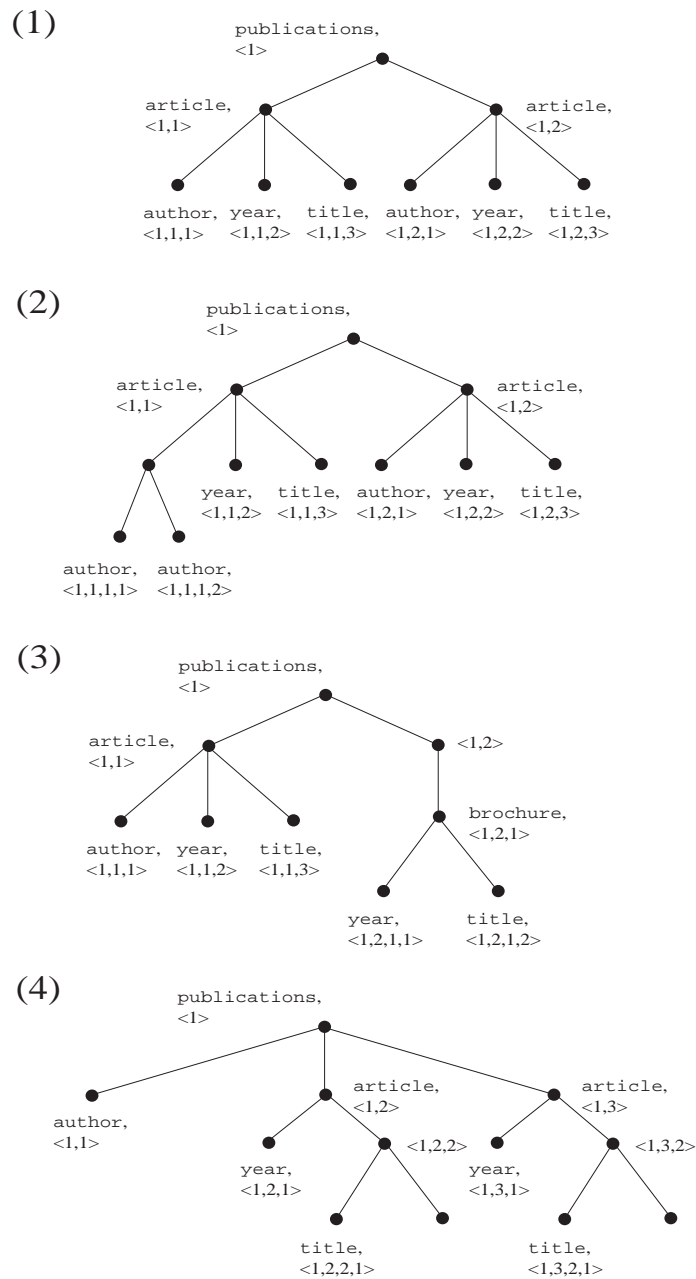 (1)
publications,
<1>
article,
<1,1>
article,
<1,2>
author, year, title, author, year, title,
<1,1,1> <1,1,2> <1,1,3> <1,2,1> <1,2,2> <1,2,3>
(2)
publications,
<1>
article,
<1,1>
article,
<1,2>
year, title, author, year, title,
<1,1,2> <1,1,3> <1,2,1> <1,2,2> <1,2,3>
author, author,
<1,1,1,1> <1,1,1,2>
(3)
publications,
<1>
article,
<1,1>
<1,2>
brochure,
<1,2,1>
author, year, title,
<1,1,1> <1,1,2> <1,1,3>
year, title,
<1,2,1,1> <1,2,1,2>
(4)
publications,
<1>
article,
<1,2>
article,
<1,3>
author,
<1,1>
<1,2,2>
<1,3,2>
year,
<1,2,1>
year,
<1,3,1>
title,
<1,2,2,1>
title,
<1,3,2,1>